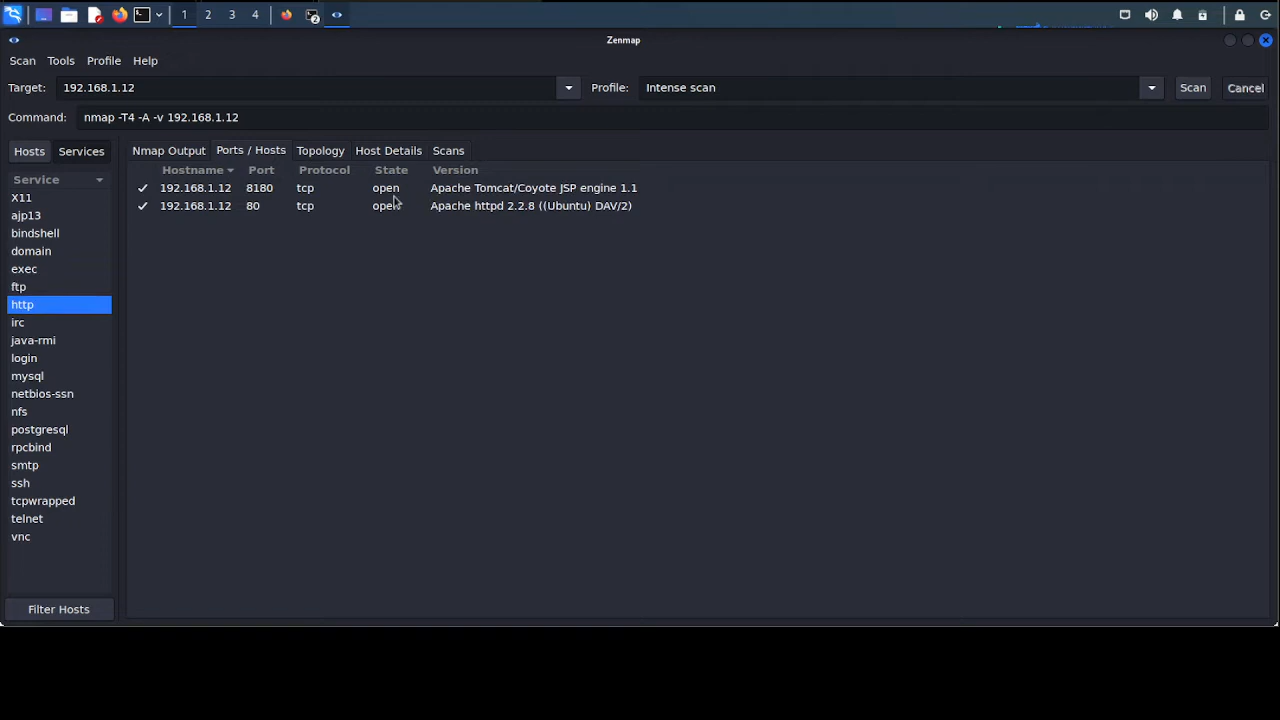 1 2 3 4 2
Zenmap
Scan Tools Profile Help
Target: 192.168.1.12 Profile: Intense scan Scan Cancel
Command: nmap -T4 -A -v 192.168.1.12
Hosts Services Nmap Output Ports / Hosts Topology Host Details Scans
Service Hostname Port Protocol State Version
192.168.1.12 8180 tcp open Apache Tomcat/Coyote JSP engine 1.1
192.168.1.12 80 tcp open Apache httpd 2.2.8 ((Ubuntu) DAV/2)
X11
ajp13
bindshell
domain
exec
ftp
http
irc
java-rmi
login
mysql
netbios-ssn
nfs
postgresql
rpcbind
smtp
ssh
tcpwrapped
telnet
vnc
Filter Hosts